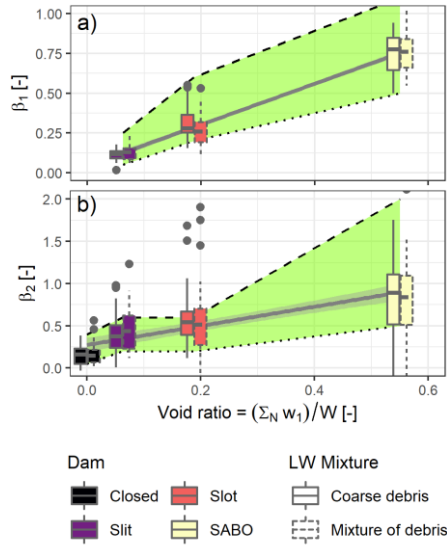 a)
1.00
0.75
0.50
0.25
0.00
β1 [-]
b)
2.0
1.5
1.0
0.5
0.0
β2 [-]
0.0 0.2 0.4 0.6
Void ratio = (ΣN w1)/W [-]
Dam LW Mixture
Closed Slot Coarse debris
Slit SABO Mixture of debris